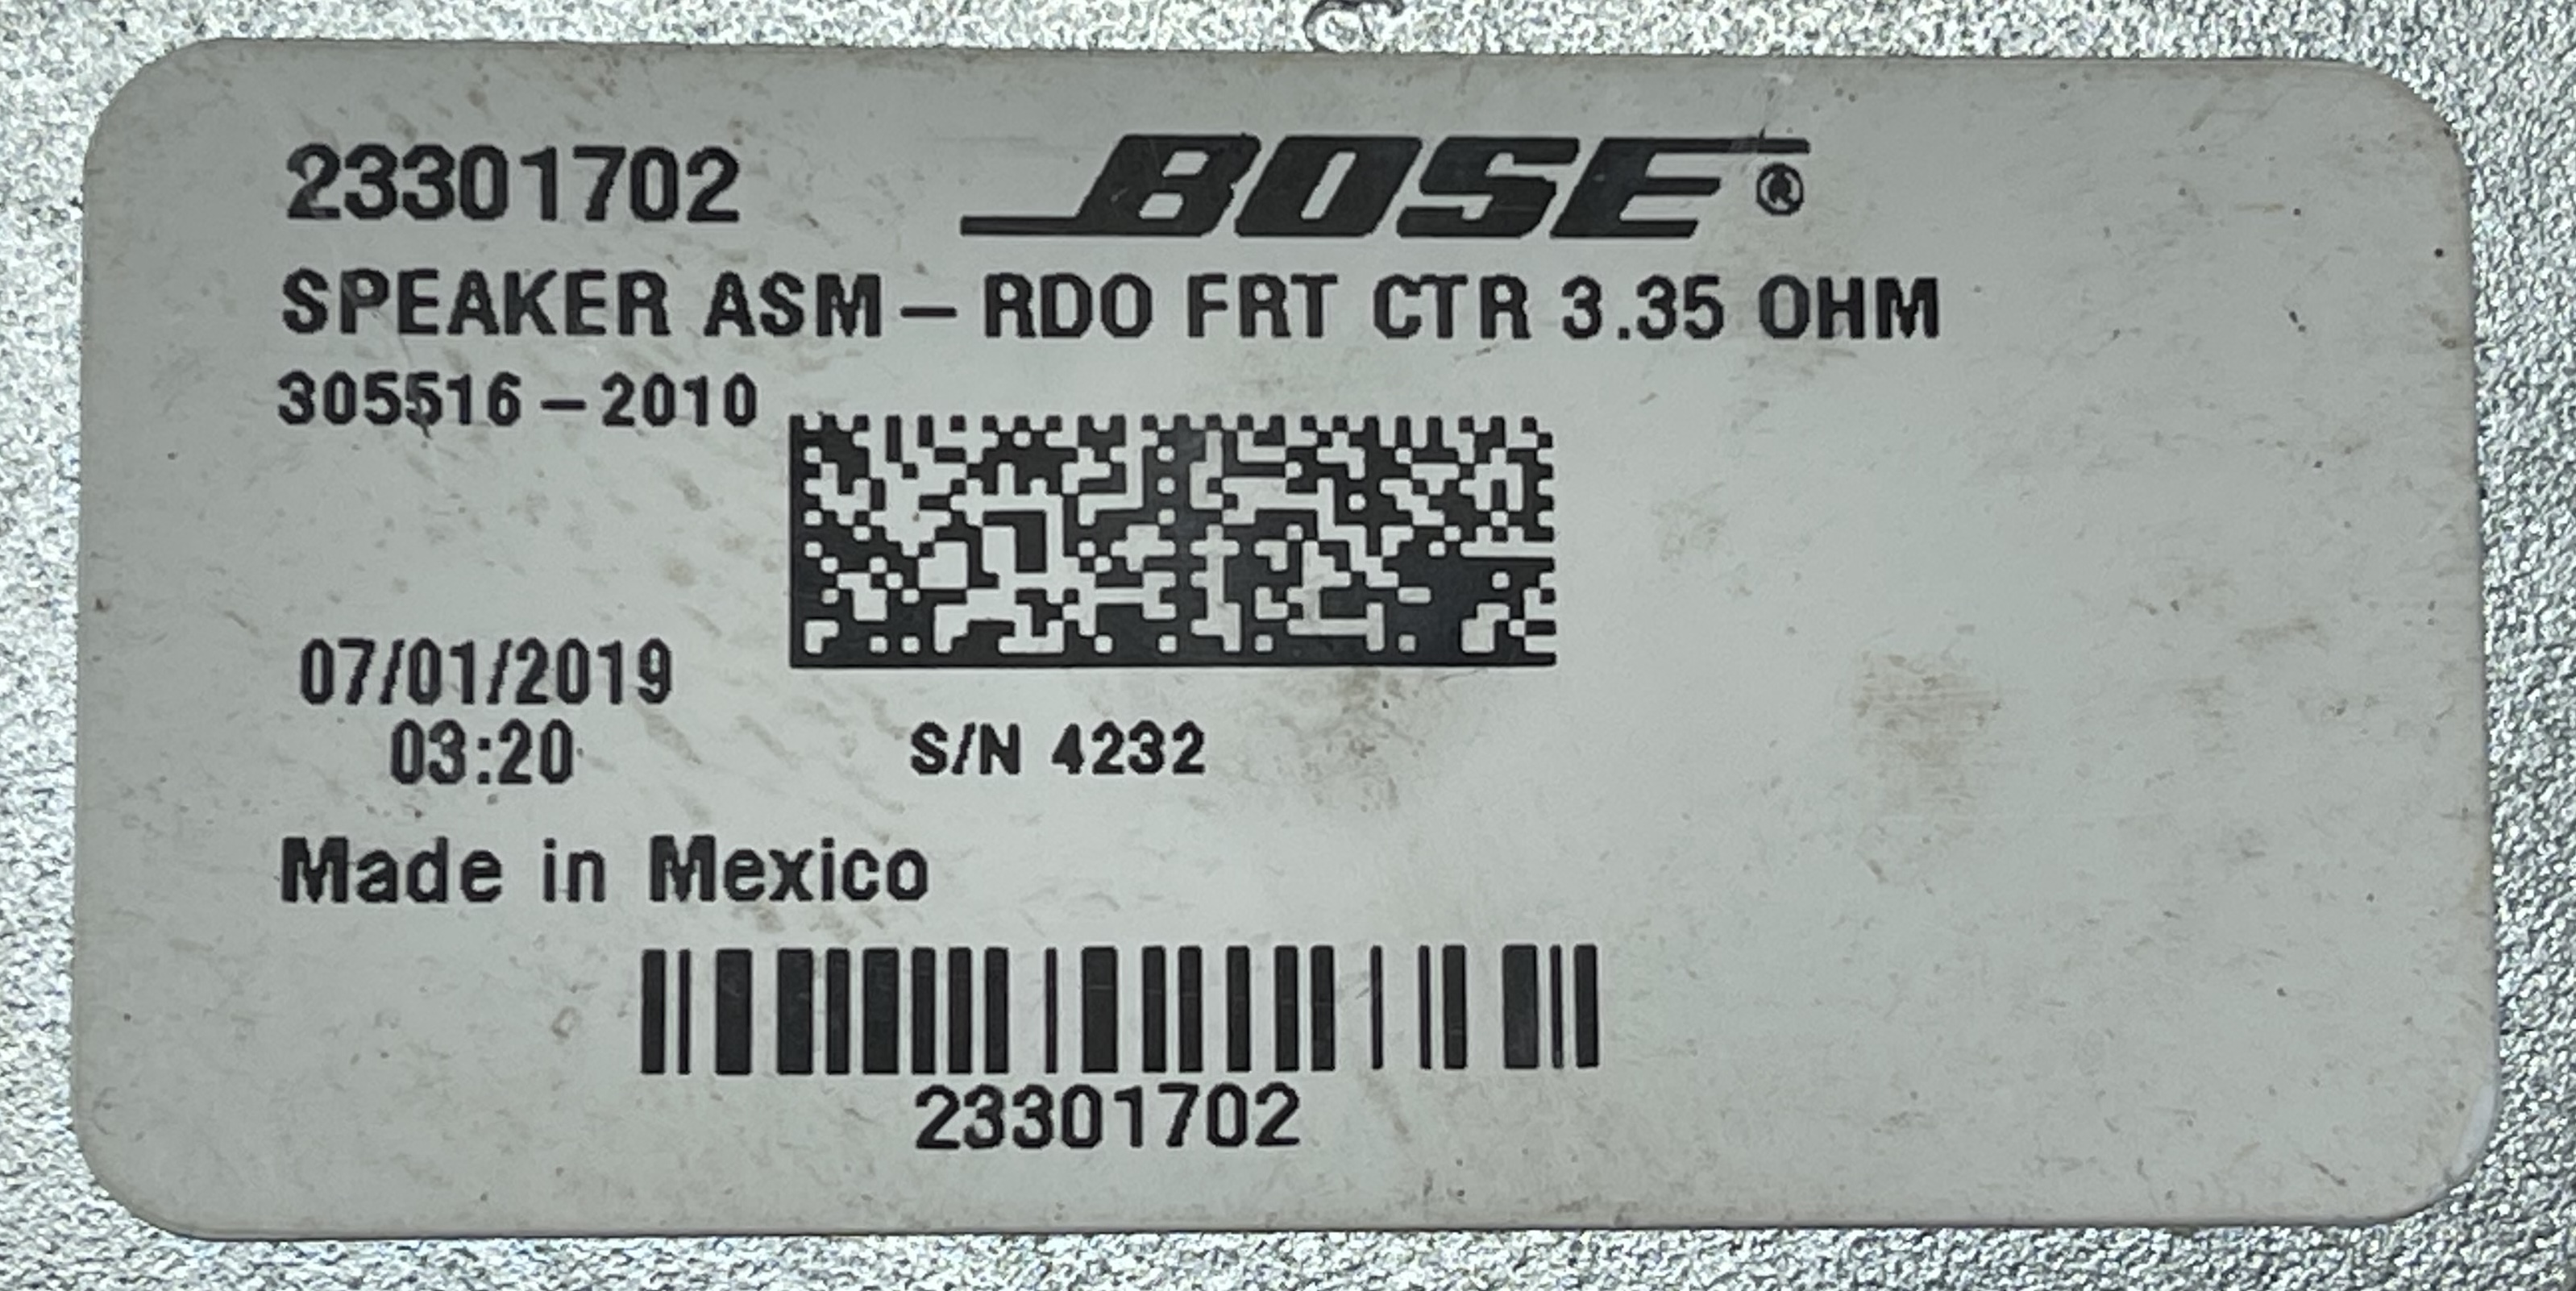 23301702 BOSE®
SPEAKER ASM – RDO FRT CTR 3.35 OHM
305516 – 2010
07/01/2019
03:20 S/N 4232
Made in Mexico
23301702